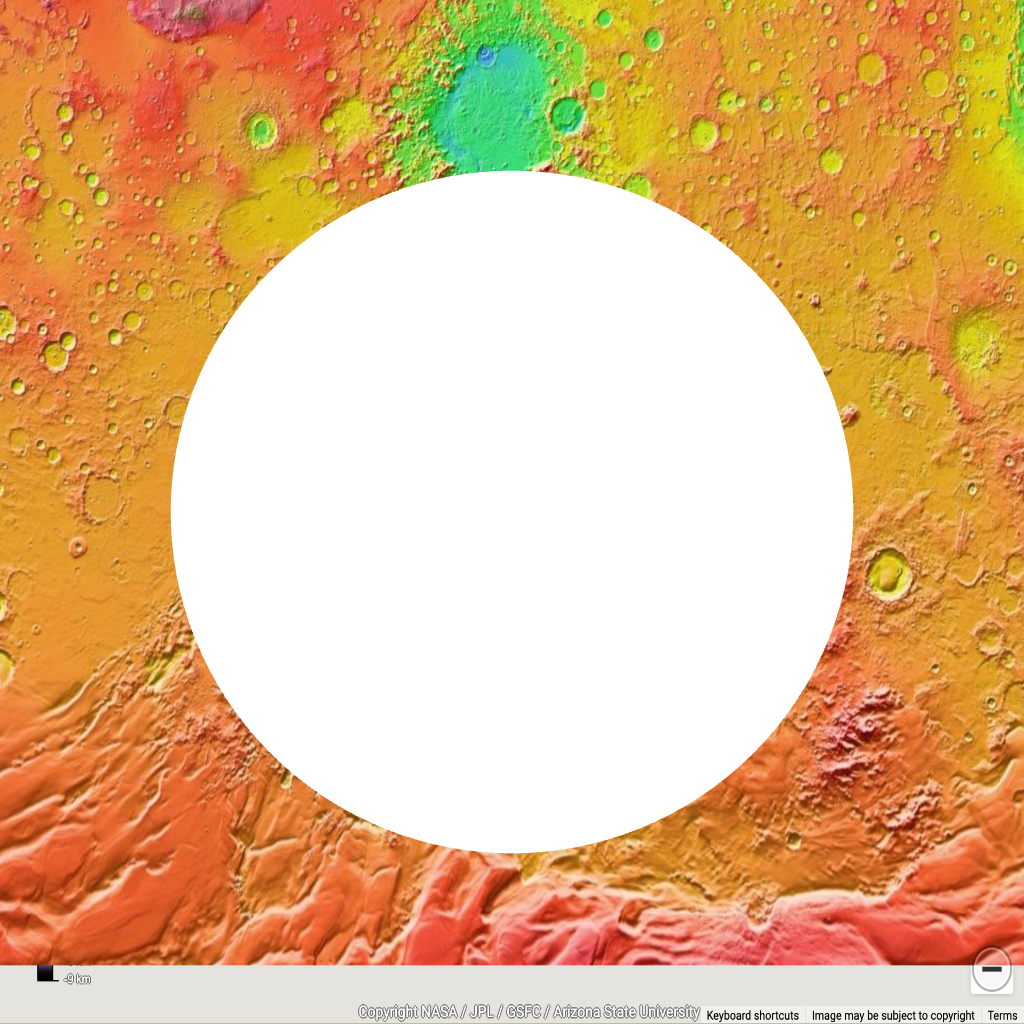 -9 km
Copyright NASA / JPL / GSFC / Arizona State University
Keyboard shortcuts
Image may be subject to copyright
Terms